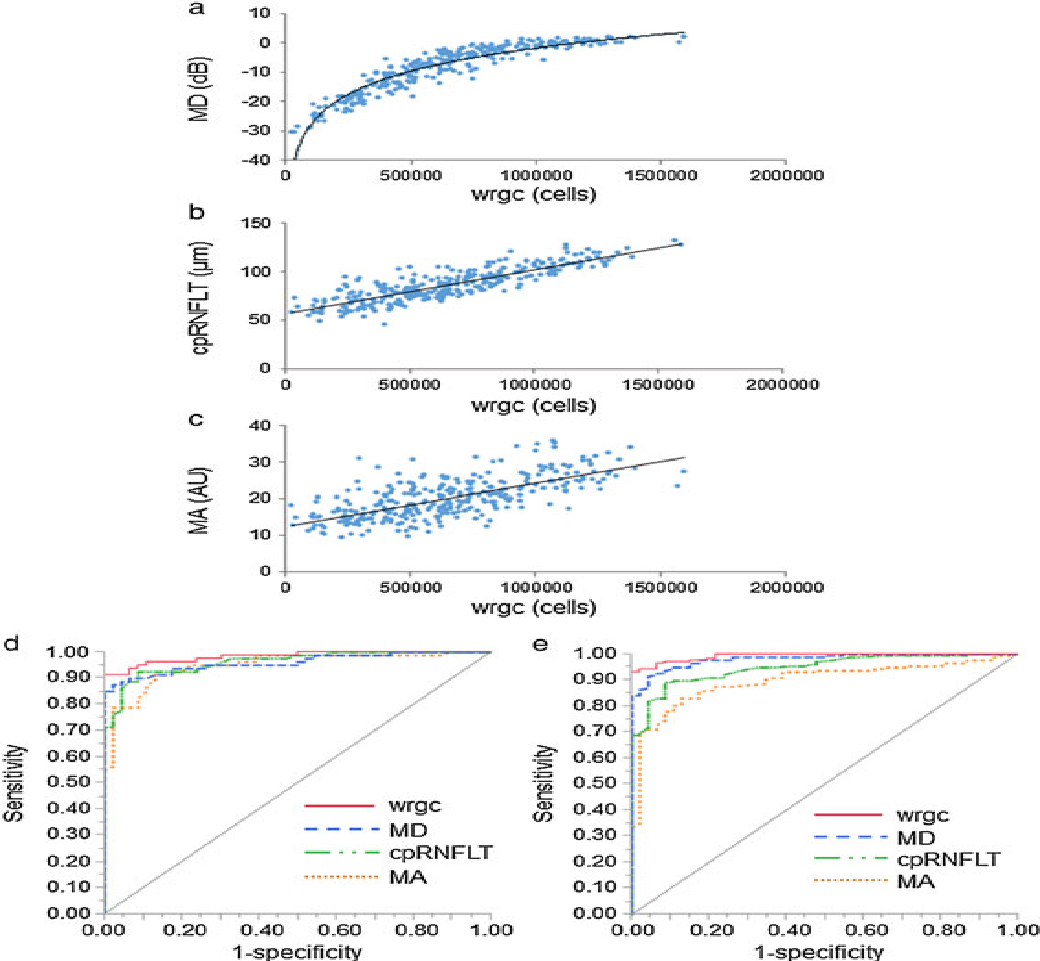 a
10
0
-10
-20
-30
-40
MD (dB)
0 500000 1000000 1500000 2000000
wrgc (cells)
b
150
100
50
0
cpRNFLT (μm)
0 500000 1000000 1500000 2000000
wrgc (cells)
c
40
30
20
10
0
MA (AU)
0 500000 1000000 1500000 2000000
wrgc (cells)
d
1.00
0.90
0.80
0.70
0.60
0.50
0.40
0.30
0.20
0.10
0.00
Sensitivity
wrgc
MD
cpRNFLT
MA
0.00 0.20 0.40 0.60 0.80 1.00
1-specificity
e
1.00
0.90
0.80
0.70
0.60
0.50
0.40
0.30
0.20
0.10
0.00
Sensitivity
wrgc
MD
cpRNFLT
MA
0.00 0.20 0.40 0.60 0.80 1.00
1-specificity